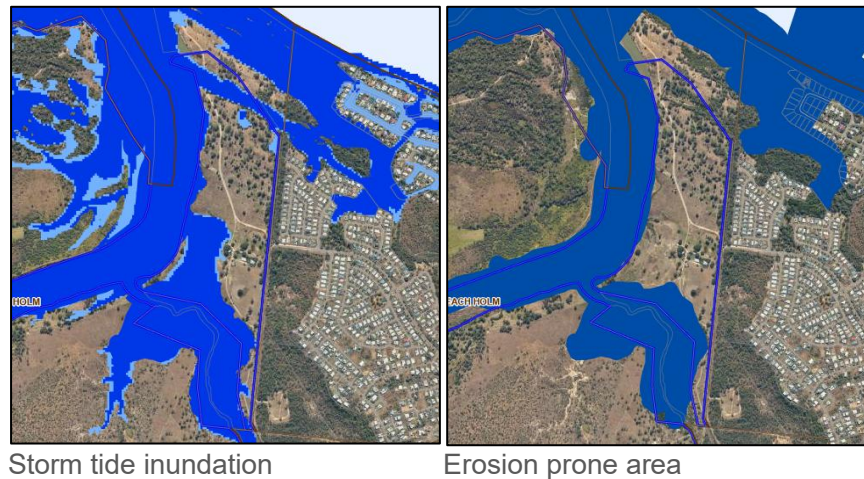 HOLM
EACH HOLM
Storm tide inundation
Erosion prone area